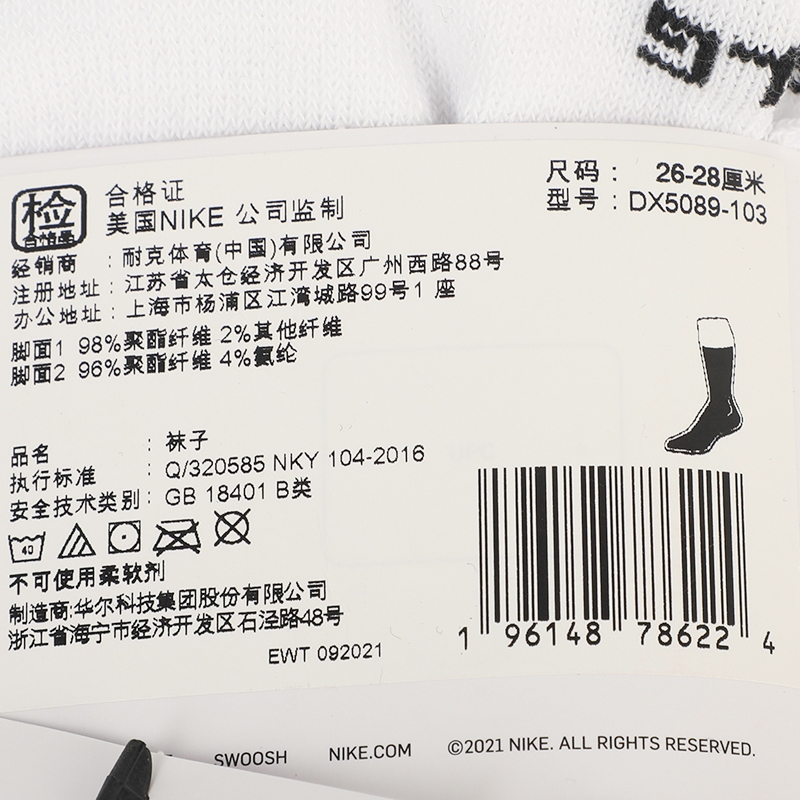 检
合格品
合格证
美国NIKE 公司监制
尺码： 26-28厘米
型号：DX5089-103
经销商 ：耐克体育(中国)有限公司
注册地址：江苏省太仓经济开发区广州西路88号
办公地址：上海市杨浦区江湾城路99号1 座
脚面1 98%聚酯纤维 2%其他纤维
脚面2 96%聚酯纤维 4%氨纶
品名 ：袜子
执行标准 ：Q/320585 NKY 104-2016
安全技术类别：GB 18401 B类
40
不可使用柔软剂
制造商:华尔科技集团股份有限公司
浙江省海宁市经济开发区石泾路48号
EWT 092021
1 96148 78622 4
SWOOSH NIKE.COM ©2021 NIKE. ALL RIGHTS RESERVED.